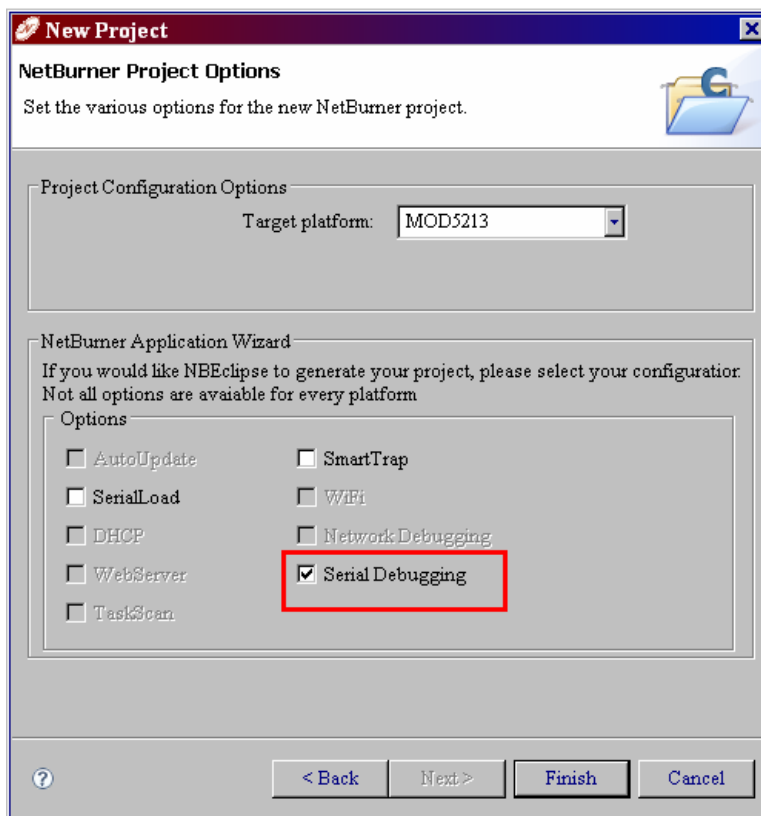 New Project
NetBurner Project Options
Set the various options for the new NetBurner project.
Project Configuration Options
Target platform: MOD5213
NetBurner Application Wizard
If you would like NBEclipse to generate your project, please select your configuration.
Not all options are avaiable for every platform
Options
AutoUpdate SmartTrap
SerialLoad WiFi
DHCP Network Debugging
WebServer Serial Debugging
TaskScan
< Back Next > Finish Cancel